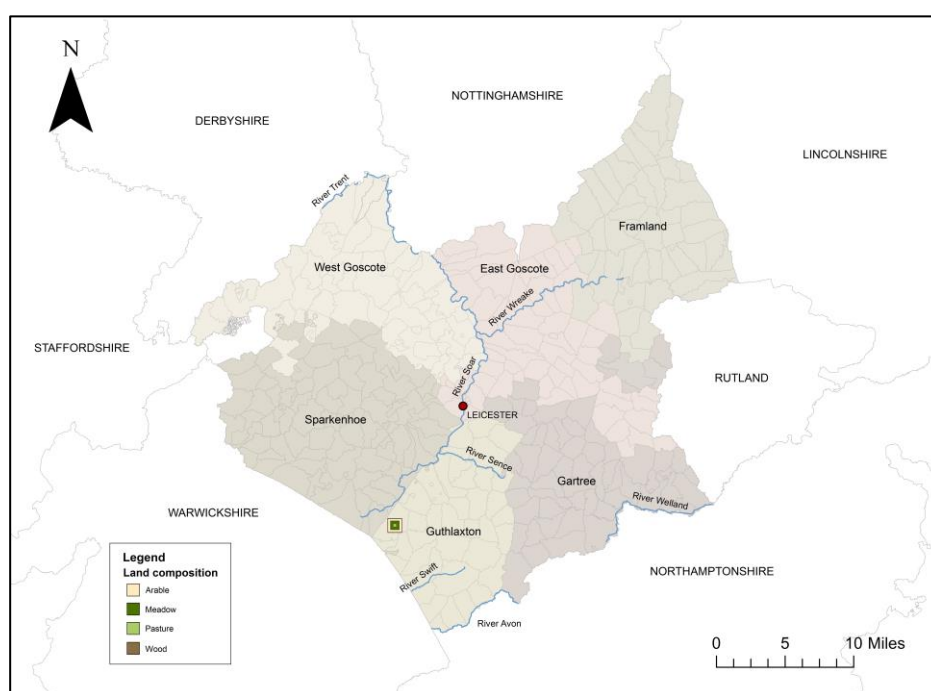 N
NOTTINGHAMSHIRE
DERBYSHIRE
LINCOLNSHIRE
River Trent
Framland
West Goscote
East Goscote
River Wreake
STAFFORDSHIRE
River Soar
RUTLAND
LEICESTER
Sparkenhoe
River Sence
Gartree
River Welland
WARWICKSHIRE
Guthlaxton
River Swift
NORTHAMPTONSHIRE
River Avon
Legend
Land composition
Arable
Meadow
Pasture
Wood
0 5 10 Miles